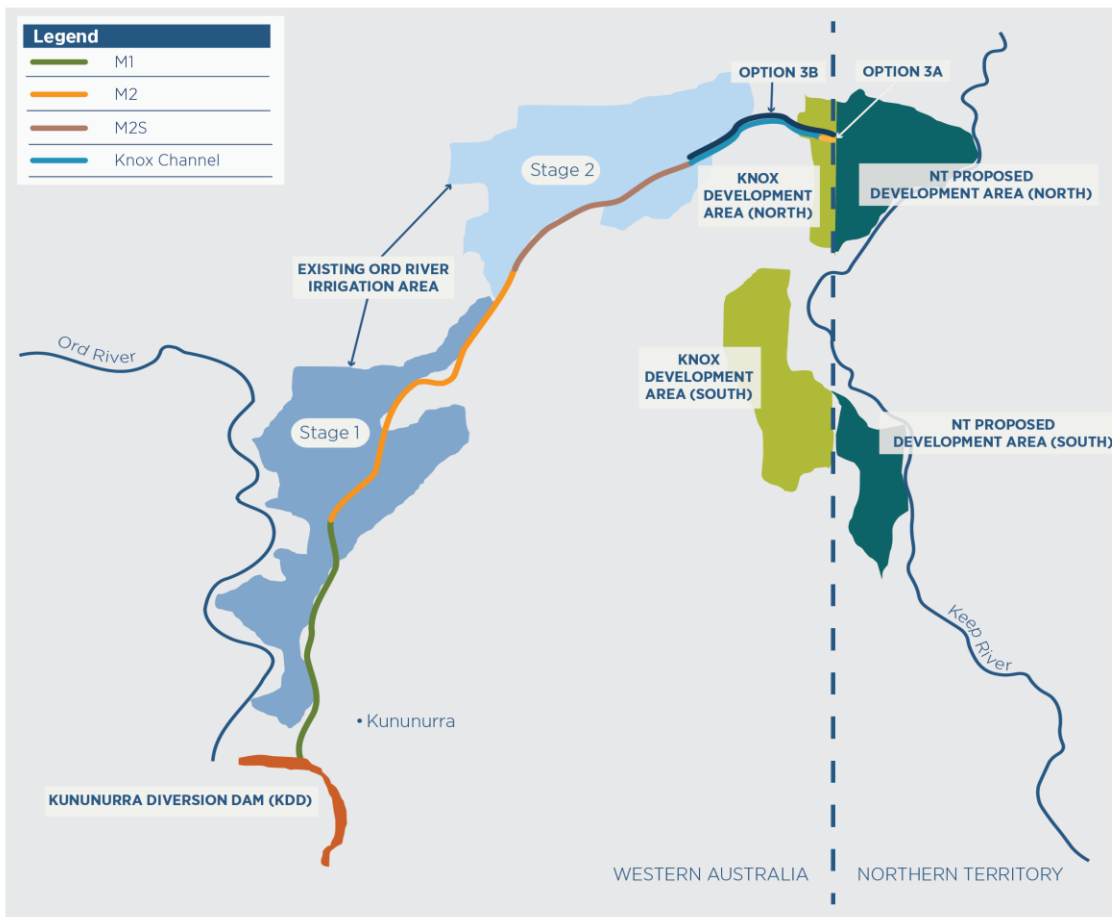 Legend
M1
M2
M2S
Knox Channel
OPTION 3B
OPTION 3A
Stage 2
KNOX
DEVELOPMENT
AREA (NORTH)
NT PROPOSED
DEVELOPMENT AREA (NORTH)
EXISTING ORD RIVER
IRRIGATION AREA
Ord River
KNOX
DEVELOPMENT
AREA (SOUTH)
Stage 1
NT PROPOSED
DEVELOPMENT AREA (SOUTH)
Keep River
• Kununurra
KUNUNURRA DIVERSION DAM (KDD)
WESTERN AUSTRALIA
NORTHERN TERRITORY